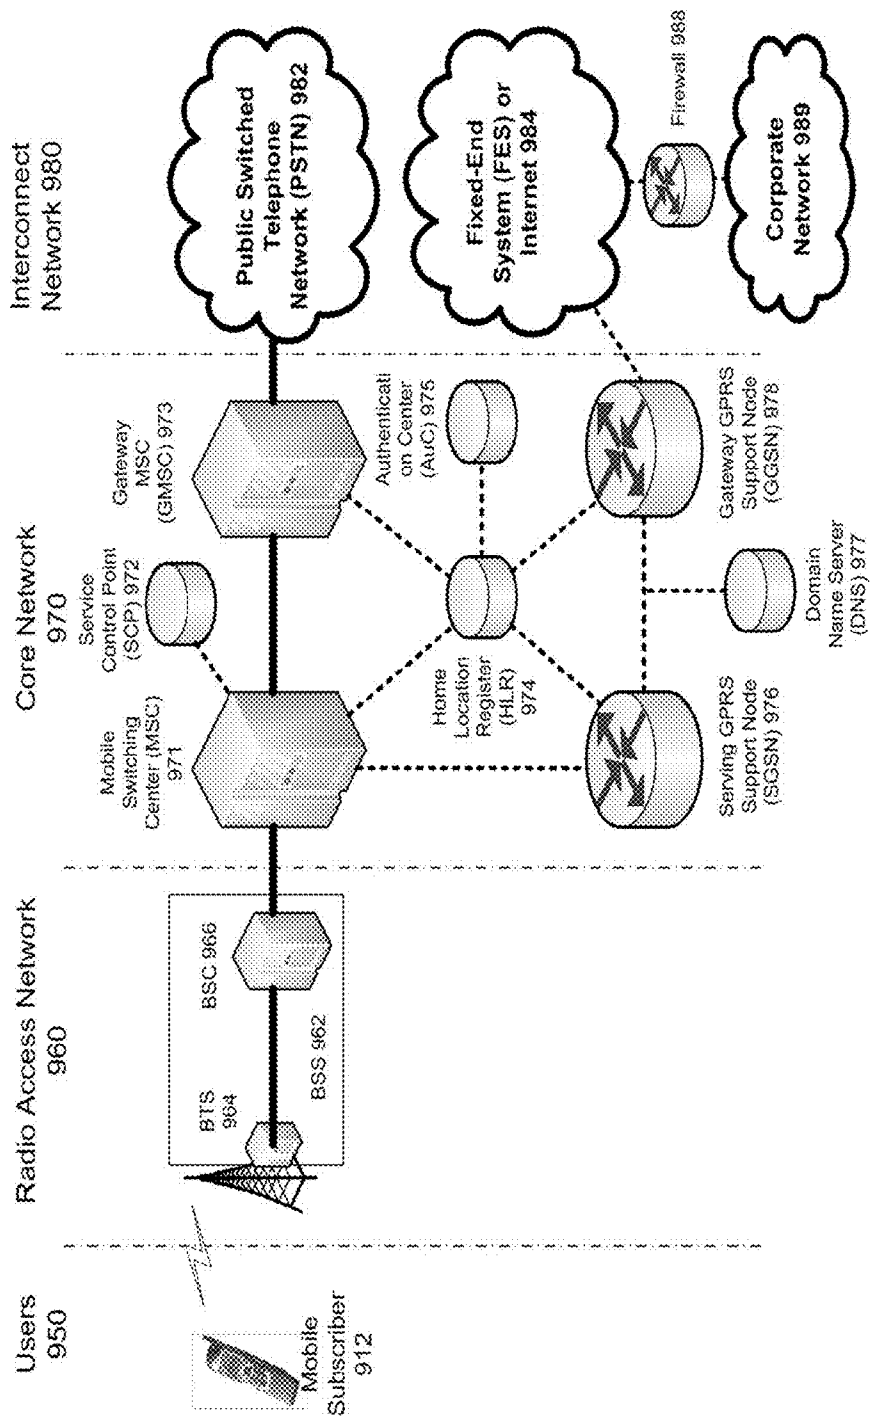 Users
950
Radio Access Network
960
Core Network
970
Interconnect
Network 980
Mobile
Subscriber
912
BTS
964
BSC 966
BSS 962
Mobile
Switching
Center (MSC)
971
Service
Control Point
(SCP) 972
Gateway
MSC
(GMSC) 973
Home
Location
Register
(HLR)
974
Authenticati
on Center
(AuC) 975
Serving GPRS
Support Node
(SGSN) 976
Domain
Name Server
(DNS) 977
Gateway GPRS
Support Node
(GGSN) 978
Public Switched
Telephone
Network (PSTN) 982
Fixed-End
System (FES) or
Internet 984
Firewall 988
Corporate
Network 989